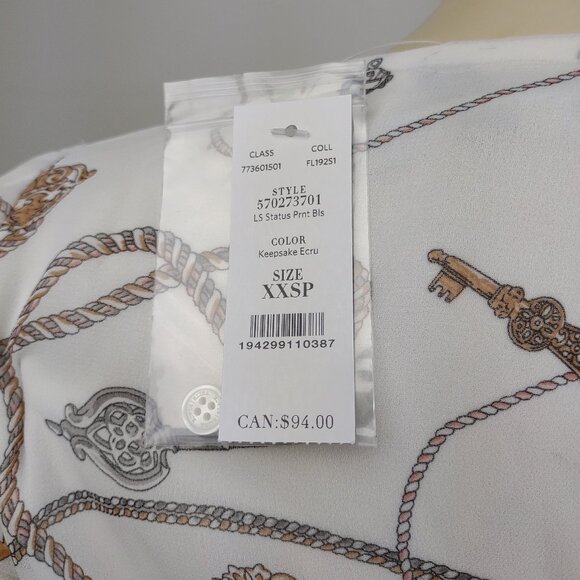 CLASS COLL
773601501 FL192S1
STYLE
570273701
LS Status Prnt Bls
COLOR
Keepsake Ecru
SIZE
XXSP
194299110387
CAN:$94.00